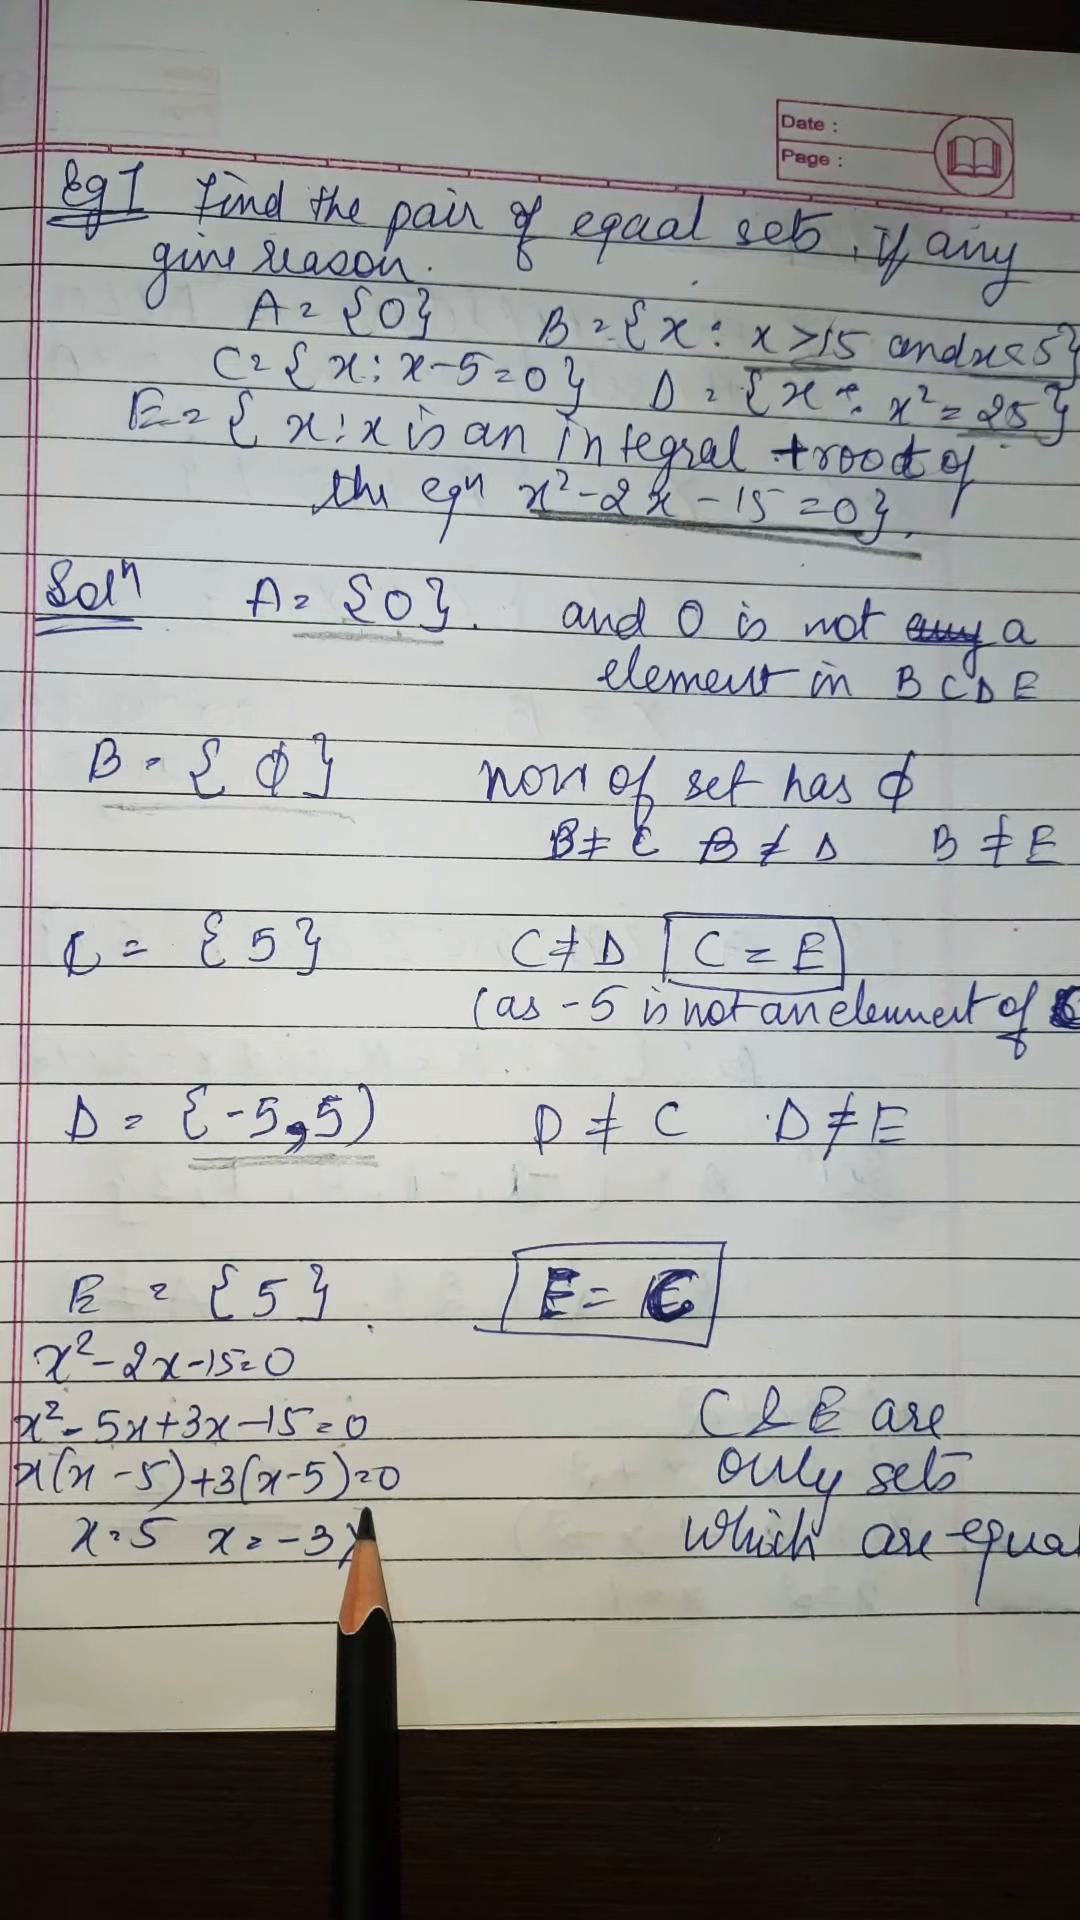 Date :
Page :
Eg 1 Find the pair of equal sets, if any
give reason.
A = {0} B = {x : x > 15 and x < 5}
C = {x : x - 5 = 0} D = {x : x² = 25}
E = {x : x is an integral root of
the eqⁿ x² - 2x - 15 = 0}.
Solⁿ A = {0}. and 0 is not a
element in B C D E
B = {ϕ} of set has ϕ
B ≠ C B ≠ D B ≠ E
C = {5} C ≠ D C = E
(as -5 is not an element of
D = {-5, 5) D ≠ C D ≠ E
E = {5}. E = C
x² - 2x - 15 = 0
x² - 5x + 3x - 15 = 0 C & E are
x(x - 5) + 3(x - 5) = 0 only sets
x = 5 x = -3 which are equal